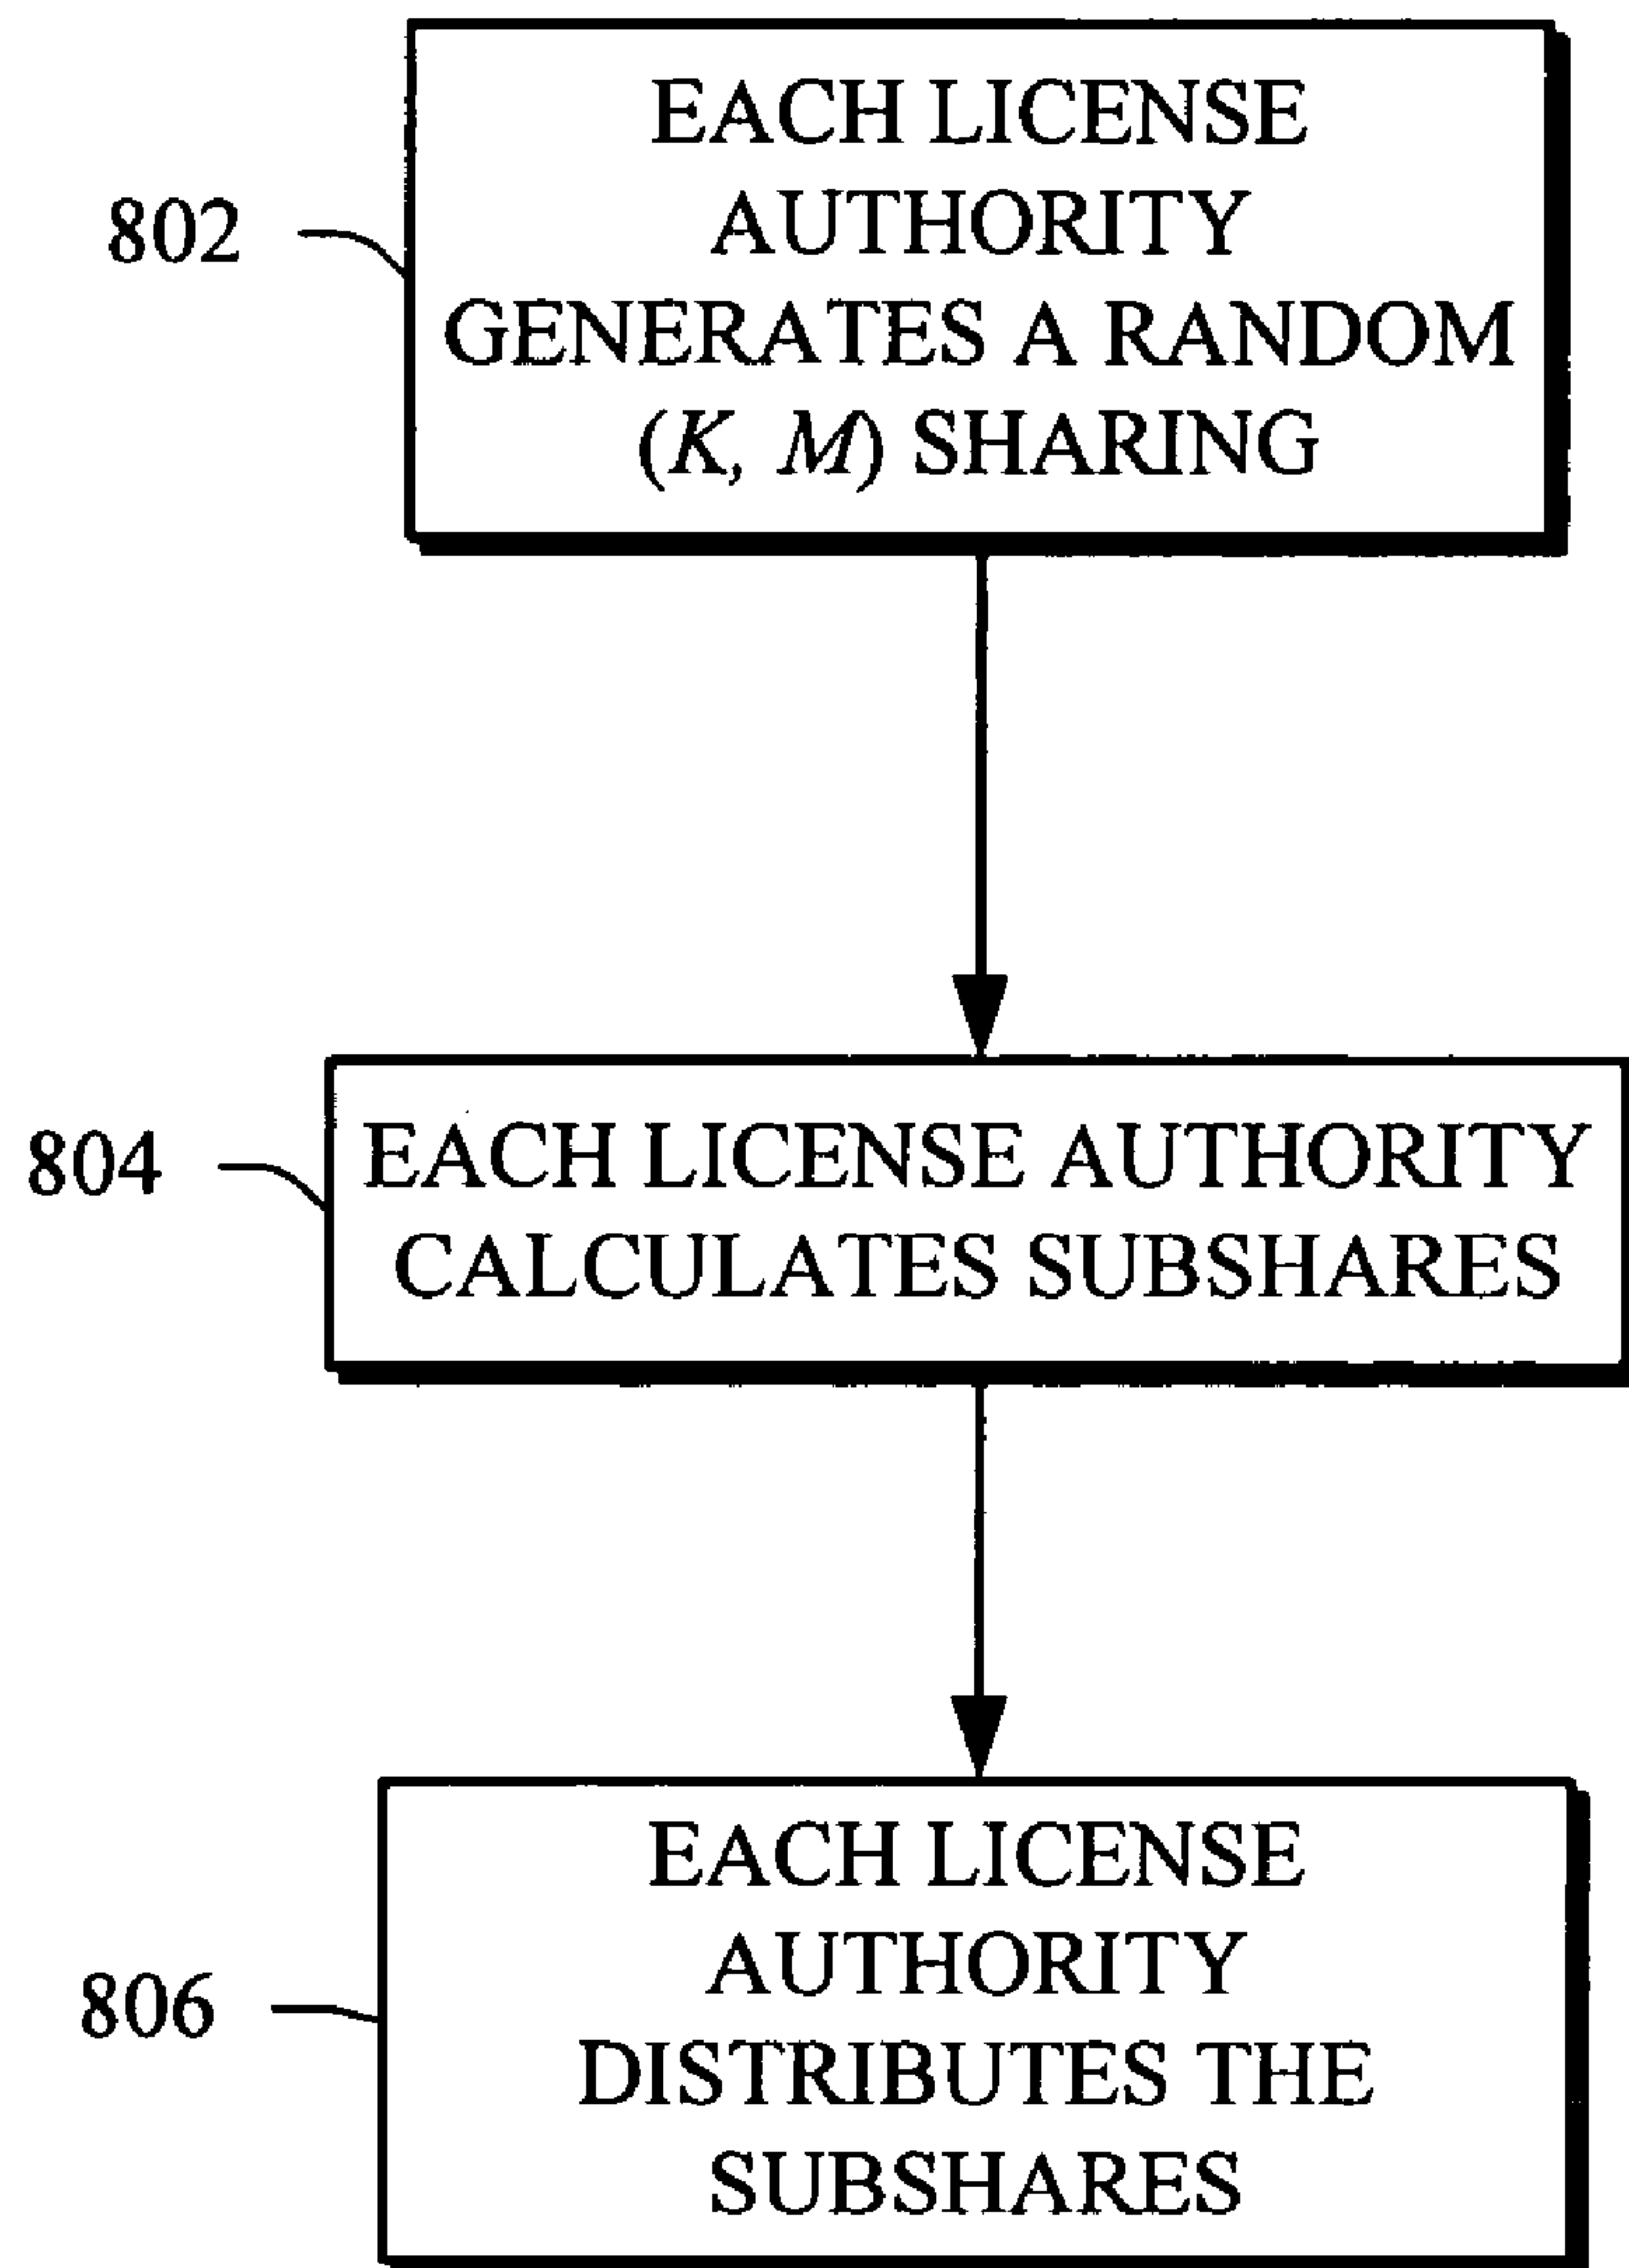 802
EACH LICENSE
AUTHORITY
GENERATES A RANDOM
(K, M) SHARING
804
EACH LICENSE AUTHORITY
CALCULATES SUBSHARES
806
EACH LICENSE
AUTHORITY
DISTRIBUTES THE
SUBSHARES